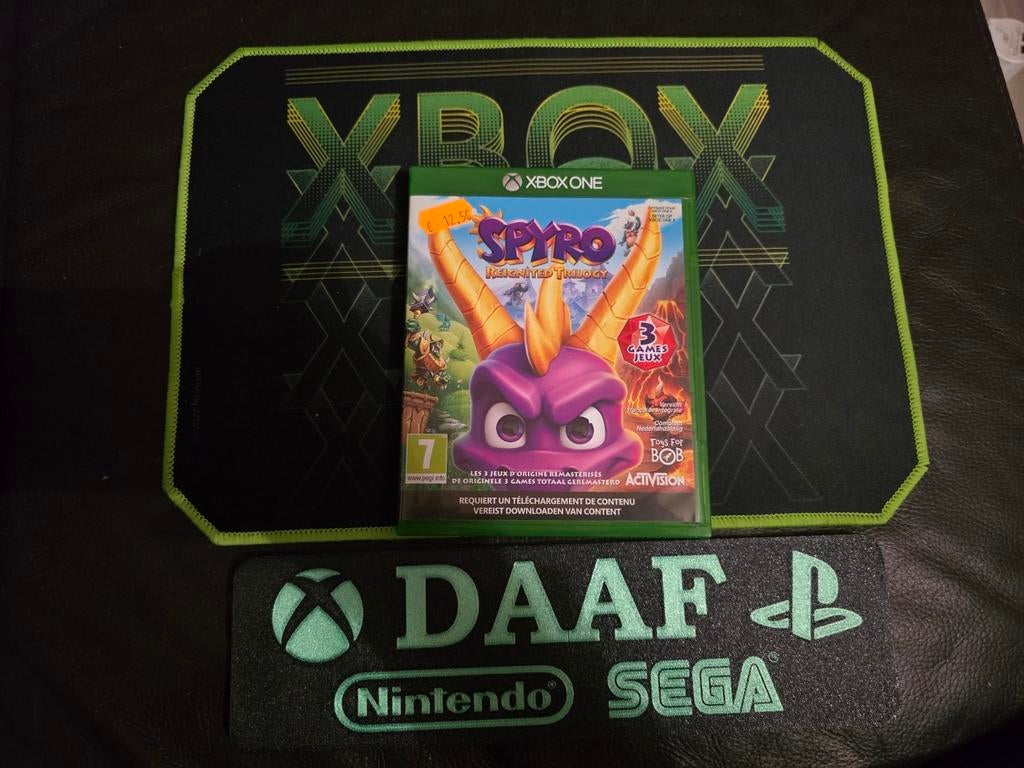 XBOX
XBOX ONE
€ 12.50
SPYRO
REIGNITED TRILOGY
3
GAMES
JEUX
Version
française intégrale
Compleet
Nederlandstalig
TOYS FOR
BOB
7
www.pegi.info
LES 3 JEUX D'ORIGINE REMASTERISÉS
DE ORIGINELE 3 GAMES TOTAAL GEREMASTERD
ACTIVISION
REQUIERT UN TÉLÉCHARGEMENT DE CONTENU
VEREIST DOWNLOADEN VAN CONTENT
DAAF
Nintendo®
SEGA®